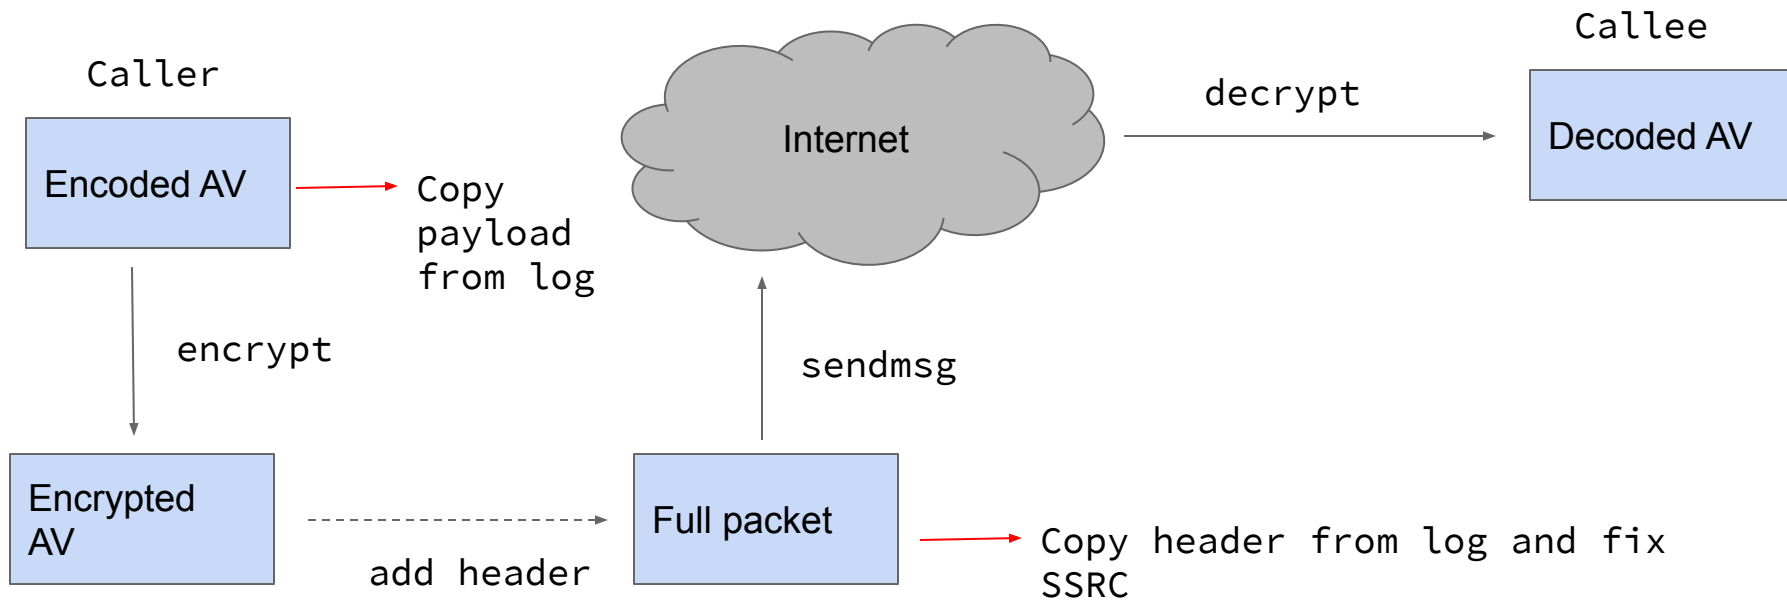 Caller
Callee
Encoded AV
Copy
payload
from log
Internet
decrypt
Decoded AV
encrypt
sendmsg
Encrypted
AV
add header
Full packet
Copy header from log and fix
SSRC